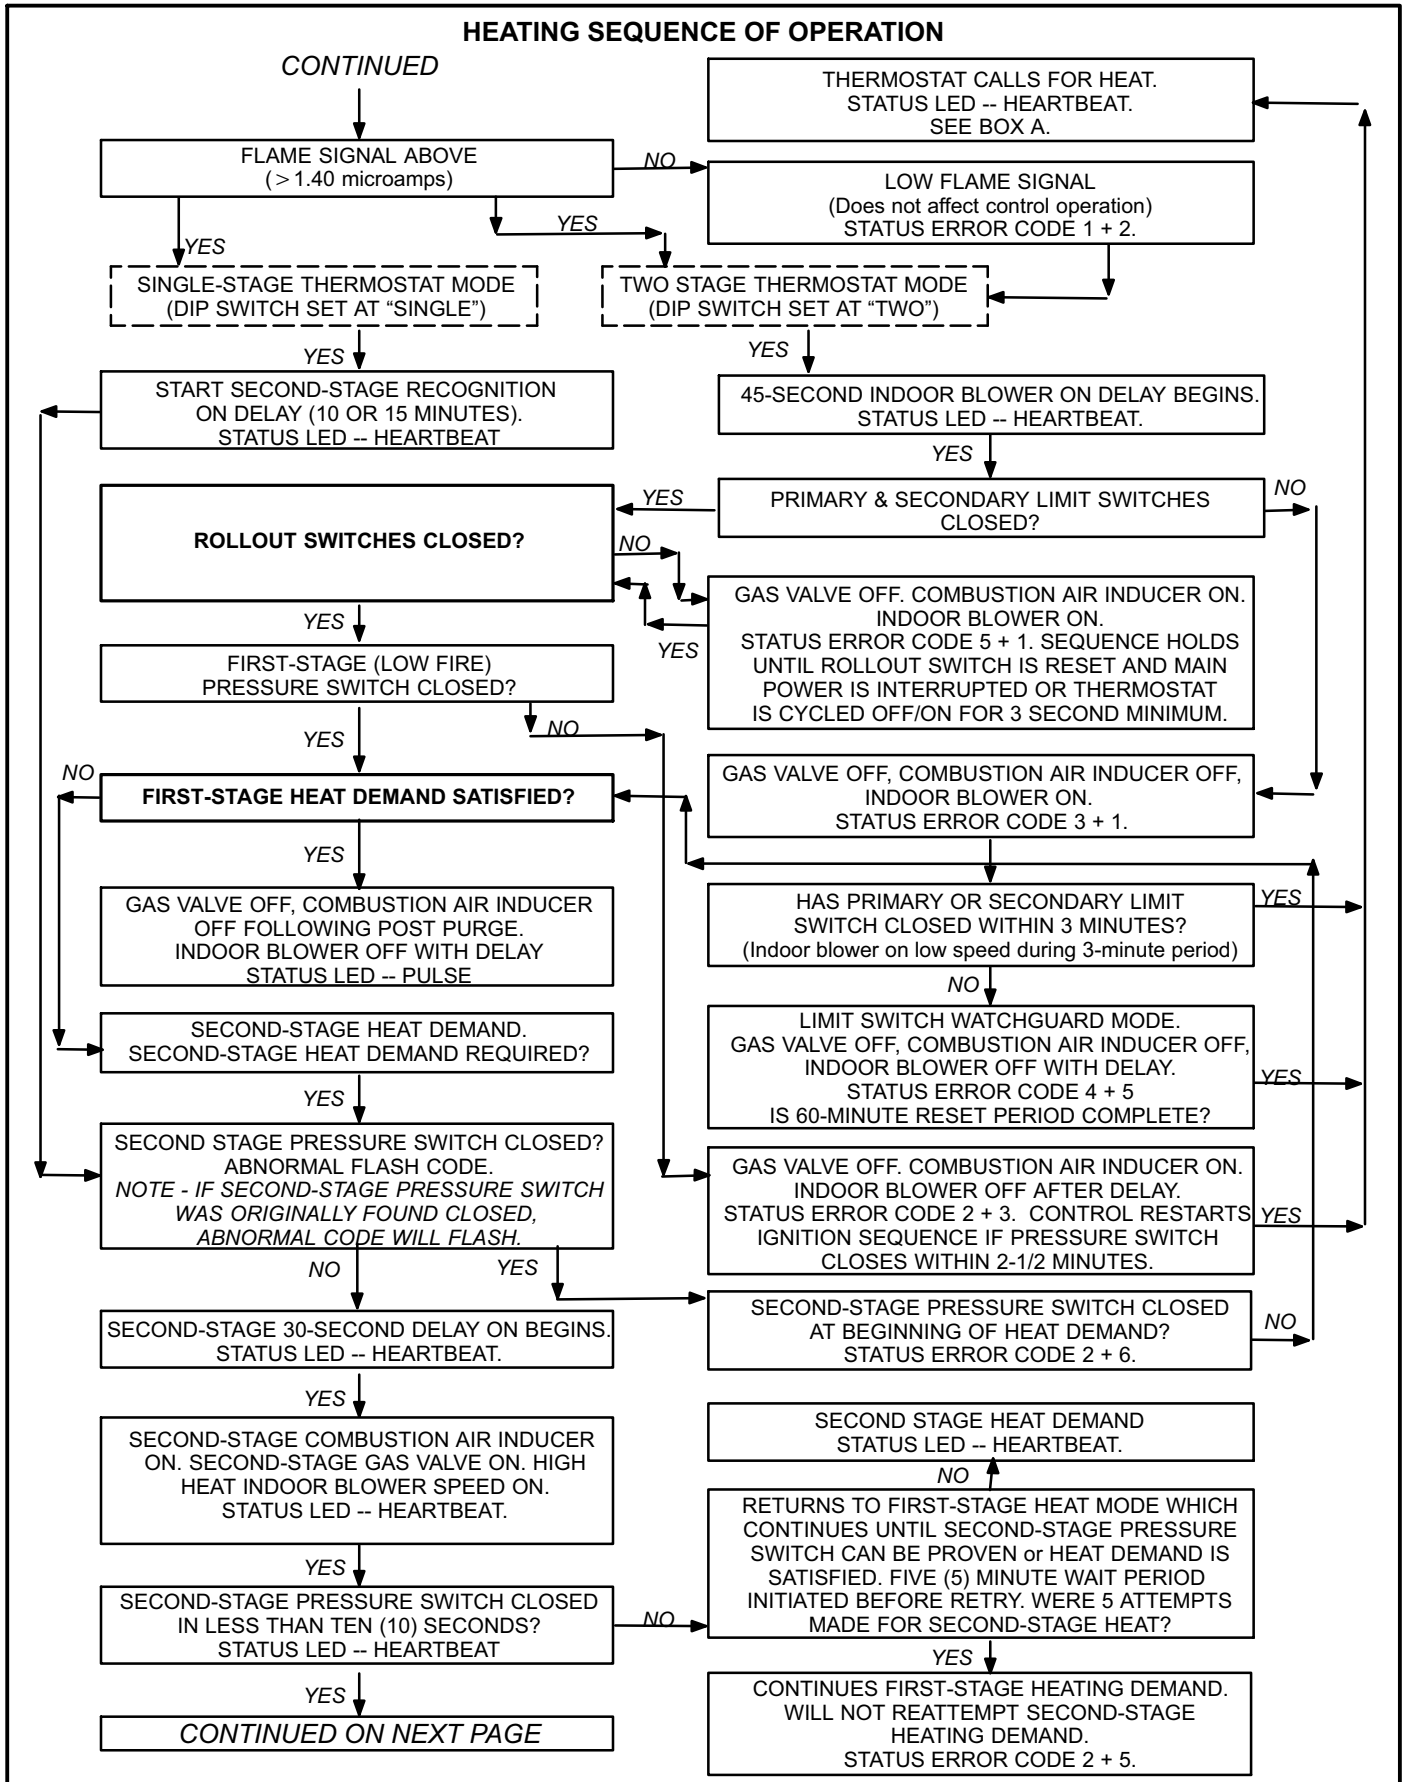 HEATING SEQUENCE OF OPERATION
CONTINUED
THERMOSTAT CALLS FOR HEAT.
STATUS LED -- HEARTBEAT.
SEE BOX A.
FLAME SIGNAL ABOVE
(> 1.40 microamps)
NO
LOW FLAME SIGNAL
(Does not affect control operation)
STATUS ERROR CODE 1 + 2.
YES
YES
SINGLE-STAGE THERMOSTAT MODE
(DIP SWITCH SET AT “SINGLE”)
TWO STAGE THERMOSTAT MODE
(DIP SWITCH SET AT “TWO”)
YES
YES
START SECOND-STAGE RECOGNITION
ON DELAY (10 OR 15 MINUTES).
STATUS LED -- HEARTBEAT
45-SECOND INDOOR BLOWER ON DELAY BEGINS.
STATUS LED -- HEARTBEAT.
YES
PRIMARY & SECONDARY LIMIT SWITCHES
CLOSED?
YES
NO
ROLLOUT SWITCHES CLOSED?
NO
YES
GAS VALVE OFF. COMBUSTION AIR INDUCER ON.
INDOOR BLOWER ON.
STATUS ERROR CODE 5 + 1. SEQUENCE HOLDS
UNTIL ROLLOUT SWITCH IS RESET AND MAIN
POWER IS INTERRUPTED OR THERMOSTAT
IS CYCLED OFF/ON FOR 3 SECOND MINIMUM.
YES
FIRST-STAGE (LOW FIRE)
PRESSURE SWITCH CLOSED?
NO
YES
GAS VALVE OFF, COMBUSTION AIR INDUCER OFF,
INDOOR BLOWER ON.
STATUS ERROR CODE 3 + 1.
NO
FIRST-STAGE HEAT DEMAND SATISFIED?
YES
GAS VALVE OFF, COMBUSTION AIR INDUCER
OFF FOLLOWING POST PURGE.
INDOOR BLOWER OFF WITH DELAY
STATUS LED -- PULSE
HAS PRIMARY OR SECONDARY LIMIT
SWITCH CLOSED WITHIN 3 MINUTES?
(Indoor blower on low speed during 3-minute period)
YES
NO
SECOND-STAGE HEAT DEMAND.
SECOND-STAGE HEAT DEMAND REQUIRED?
LIMIT SWITCH WATCHGUARD MODE.
GAS VALVE OFF, COMBUSTION AIR INDUCER OFF,
INDOOR BLOWER OFF WITH DELAY.
STATUS ERROR CODE 4 + 5
IS 60-MINUTE RESET PERIOD COMPLETE?
YES
YES
SECOND STAGE PRESSURE SWITCH CLOSED?
ABNORMAL FLASH CODE.
NOTE - IF SECOND-STAGE PRESSURE SWITCH
WAS ORIGINALLY FOUND CLOSED,
ABNORMAL CODE WILL FLASH.
GAS VALVE OFF. COMBUSTION AIR INDUCER ON.
INDOOR BLOWER OFF AFTER DELAY.
STATUS ERROR CODE 2 + 3. CONTROL RESTARTS
IGNITION SEQUENCE IF PRESSURE SWITCH
CLOSES WITHIN 2-1/2 MINUTES.
YES
NO
YES
SECOND-STAGE PRESSURE SWITCH CLOSED
AT BEGINNING OF HEAT DEMAND?
STATUS ERROR CODE 2 + 6.
NO
SECOND-STAGE 30-SECOND DELAY ON BEGINS.
STATUS LED -- HEARTBEAT.
YES
SECOND-STAGE COMBUSTION AIR INDUCER
ON. SECOND-STAGE GAS VALVE ON. HIGH
HEAT INDOOR BLOWER SPEED ON.
STATUS LED -- HEARTBEAT.
SECOND STAGE HEAT DEMAND
STATUS LED -- HEARTBEAT.
NO
RETURNS TO FIRST-STAGE HEAT MODE WHICH
CONTINUES UNTIL SECOND-STAGE PRESSURE
SWITCH CAN BE PROVEN or HEAT DEMAND IS
SATISFIED. FIVE (5) MINUTE WAIT PERIOD
INITIATED BEFORE RETRY. WERE 5 ATTEMPTS
MADE FOR SECOND-STAGE HEAT?
YES
SECOND-STAGE PRESSURE SWITCH CLOSED
IN LESS THAN TEN (10) SECONDS?
STATUS LED -- HEARTBEAT
NO
YES
YES
CONTINUES FIRST-STAGE HEATING DEMAND.
WILL NOT REATTEMPT SECOND-STAGE
HEATING DEMAND.
STATUS ERROR CODE 2 + 5.
CONTINUED ON NEXT PAGE